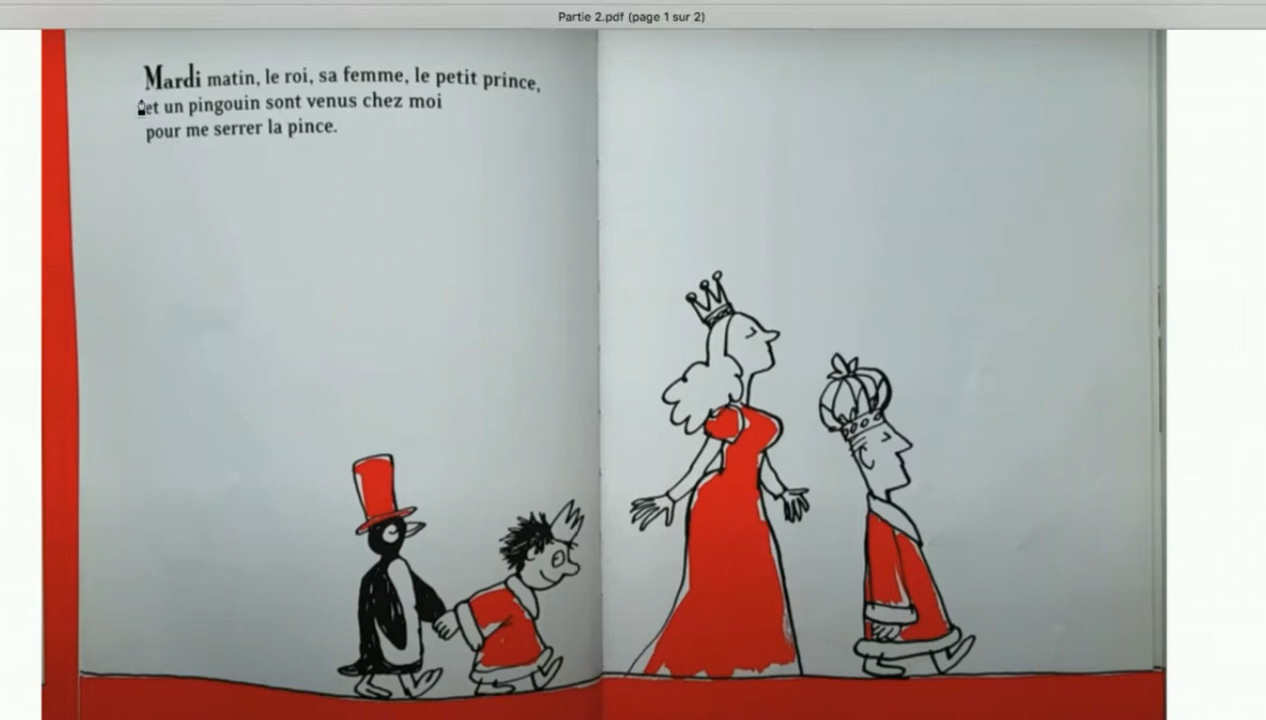 Partie 2.pdf (page 1 sur 2)
Mardi matin, le roi, sa femme, le petit prince,
et un pingouin sont venus chez moi
pour me serrer la pince.